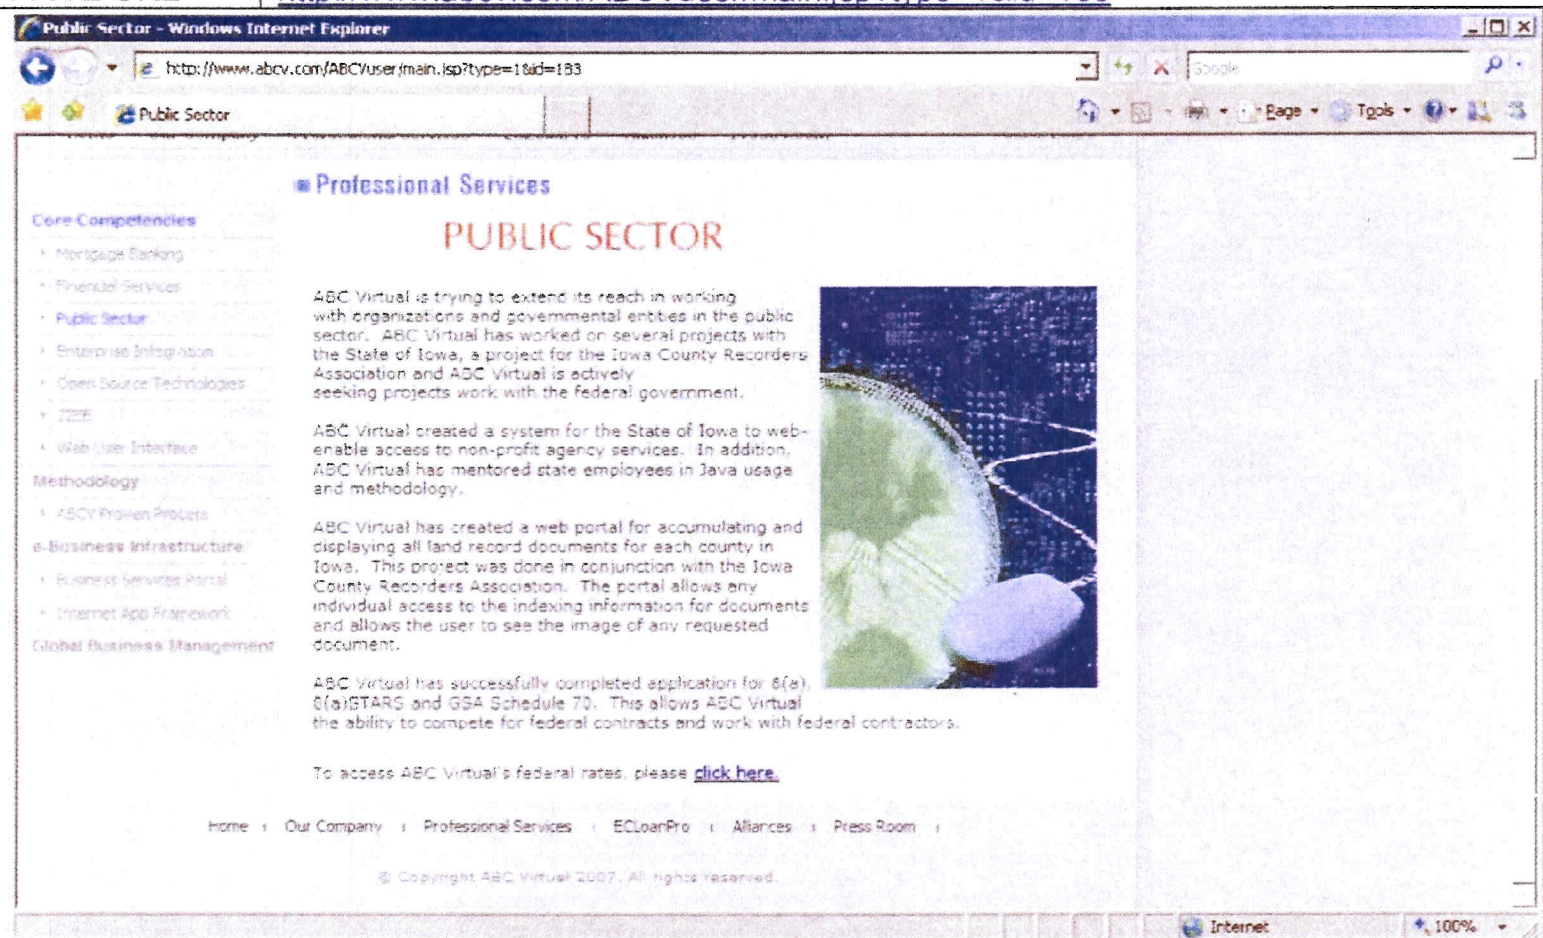 Public Sector - Windows Internet Explorer
http://www.abcv.com/ABCVuser/main.jsp?type=1&id=183
Google
Public Sector
Page
Tools
Professional Services
Core Competencies
PUBLIC SECTOR
Mortgage Banking
Financial Services
Public Sector
Enterprise Integration
Open Source Technologies
J2EE
Web User Interface
Methodology
ABCV Proven Process
e-Business Infrastructure
Business Services Portal
Internet App Framework
Global Business Management
ABC Virtual is trying to extend its reach in working
with organizations and governmental entities in the public
sector. ABC Virtual has worked on several projects with
the State of Iowa, a project for the Iowa County Recorders
Association and ABC Virtual is actively
seeking projects work with the federal government.
ABC Virtual created a system for the State of Iowa to web-
enable access to non-profit agency services. In addition,
ABC Virtual has mentored state employees in Java usage
and methodology.
ABC Virtual has created a web portal for accumulating and
displaying all land record documents for each county in
Iowa. This project was done in conjunction with the Iowa
County Recorders Association. The portal allows any
individual access to the indexing information for documents
and allows the user to see the image of any requested
document.
ABC Virtual has successfully completed application for 8(a),
8(a)STARS and GSA Schedule 70. This allows ABC Virtual
the ability to compete for federal contracts and work with federal contractors.
To access ABC Virtual's federal rates, please click here.
Home | Our Company | Professional Services | ECLoanPro | Alliances | Press Room |
© Copyright ABC Virtual 2007. All rights reserved.
Internet
100%